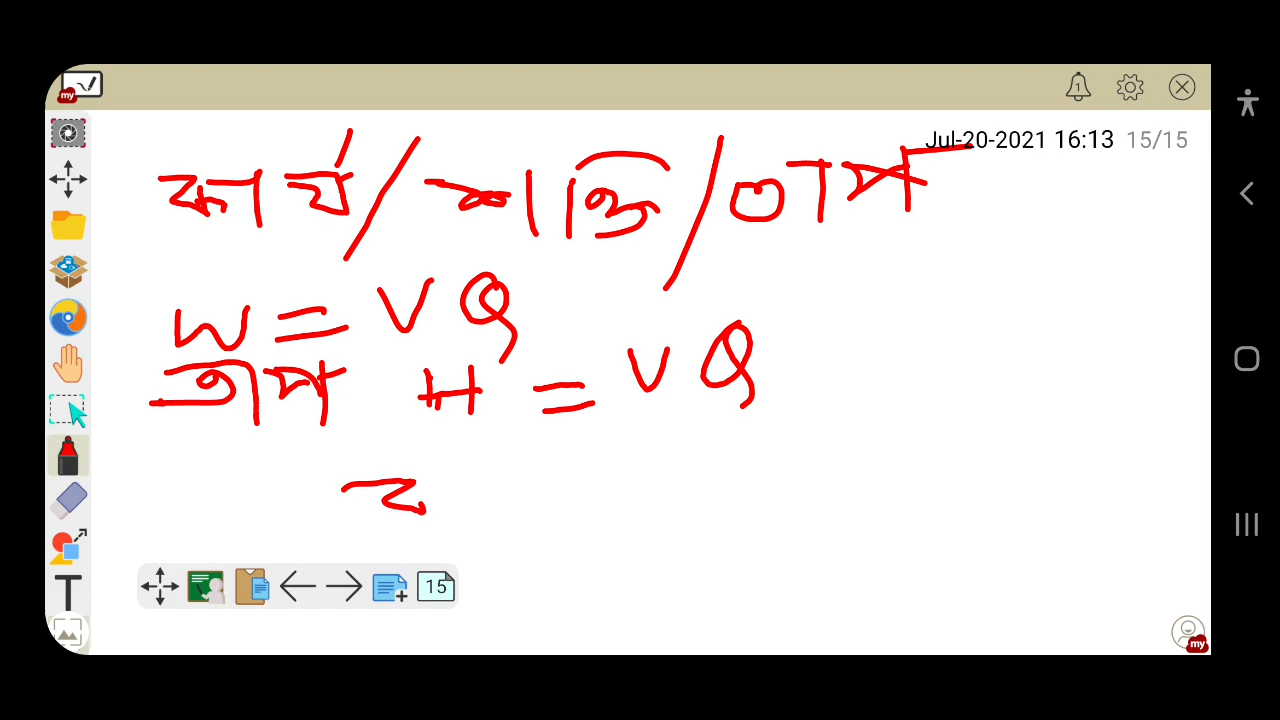 Jul-20-2021 16:13 15/15
কার্য/শক্তি/তাপ
W = VQ
তাপ H = VQ
15